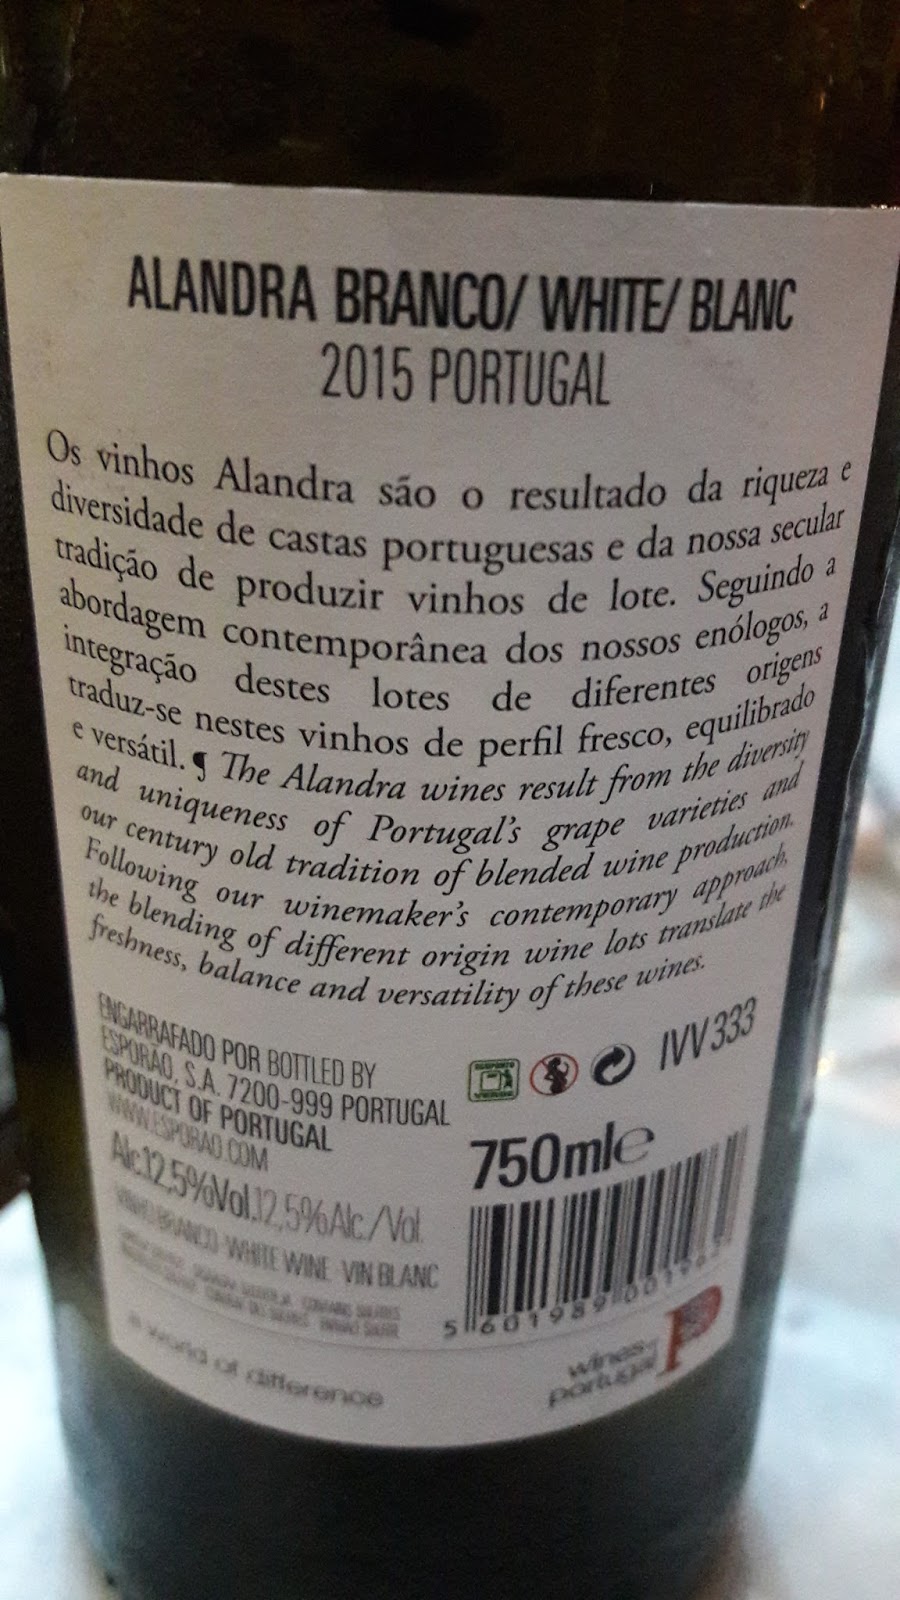 ALANDRA BRANCO/ WHITE/ BLANC
2015 PORTUGAL
Os vinhos Alandra são o resultado da riqueza e
diversidade de castas portuguesas e da nossa secular
tradição de produzir vinhos de lote. Seguindo a
abordagem contemporânea dos nossos enólogos, a
integração destes lotes de diferentes origens
traduz-se nestes vinhos de perfil fresco, equilibrado
e versátil. ¶ The Alandra wines result from the diversity
and uniqueness of Portugal's grape varieties and
our century old tradition of blended wine production.
Following our winemaker's contemporary approach,
the blending of different origin wine lots translate the
freshness, balance and versatility of these wines.
ENGARRAFADO POR BOTTLED BY
ESPORÃO, S.A. 7200-999 PORTUGAL
PRODUCT OF PORTUGAL
WWW.ESPORAO.COM
Alc.12,5%Vol.12,5%Alc./Vol.
VINHO BRANCO WHITE WINE VIN BLANC
a world of difference
PONTO
VERDE
IVV 333
750ml e
5 601989 001
wines of
portugal